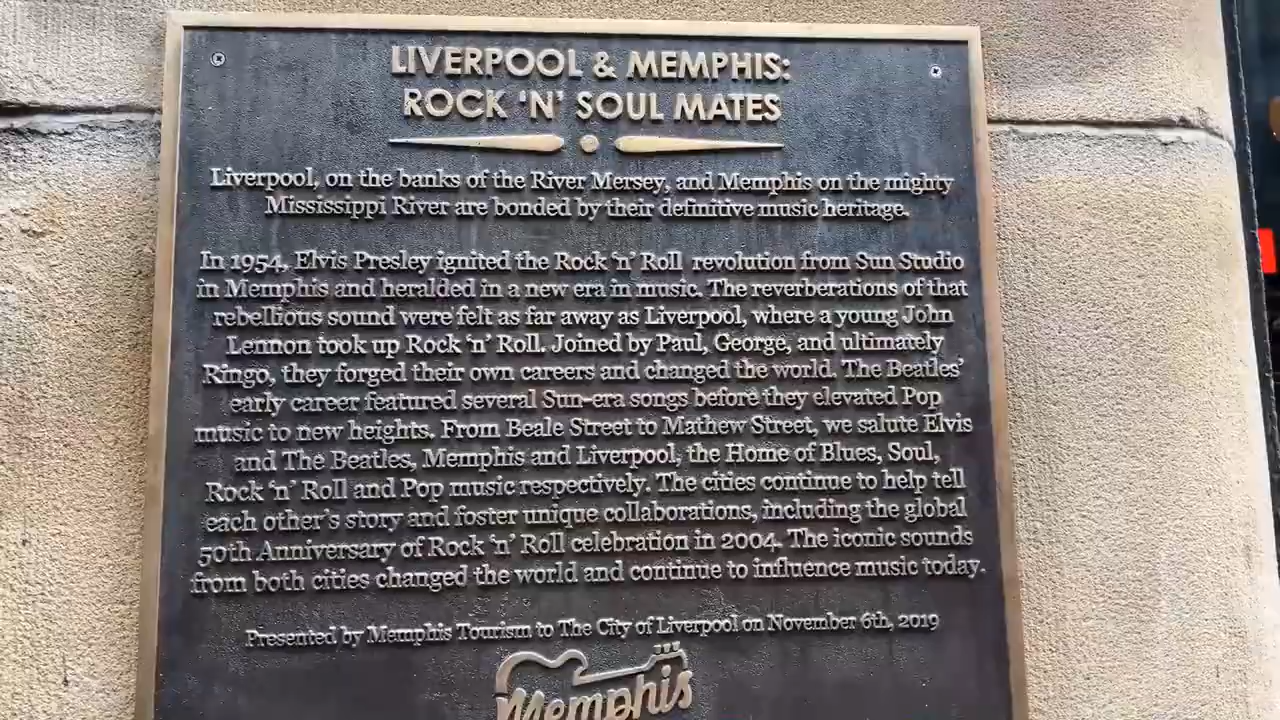 LIVERPOOL & MEMPHIS:
ROCK ‘N’ SOUL MATES
Liverpool, on the banks of the River Mersey, and Memphis on the mighty
Mississippi River are bonded by their definitive music heritage.
In 1954, Elvis Presley ignited the Rock ‘n’ Roll revolution from Sun Studio
in Memphis and heralded in a new era in music. The reverberations of that
rebellious sound were felt as far away as Liverpool, where a young John
Lennon took up Rock ‘n’ Roll. Joined by Paul, George, and ultimately
Ringo, they forged their own careers and changed the world. The Beatles’
early career featured several Sun-era songs before they elevated Pop
music to new heights. From Beale Street to Mathew Street, we salute Elvis
and The Beatles, Memphis and Liverpool, the Home of Blues, Soul,
Rock ‘n’ Roll and Pop music respectively. The cities continue to help tell
each other’s story and foster unique collaborations, including the global
50th Anniversary of Rock ‘n’ Roll celebration in 2004. The iconic sounds
from both cities changed the world and continue to influence music today.
Presented by Memphis Tourism to The City of Liverpool on November 6th, 2019
Memphis